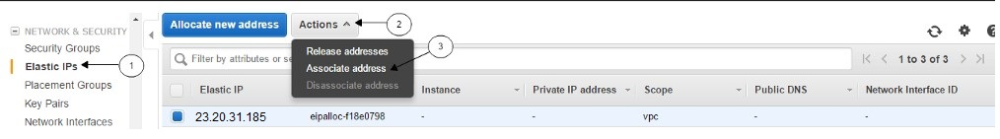 Allocate new address Actions 2
NETWORK & SECURITY
Security Groups
Elastic IPs 1
Placement Groups
Key Pairs
Network Interfaces
Release addresses
Associate address 3
Disassociate address
Filter by attributes or se
1 to 3 of 3
Elastic IP Instance Private IP address Scope Public DNS Network Interface ID
23.20.31.185 eipalloc-f18e0798 - - vpc - -